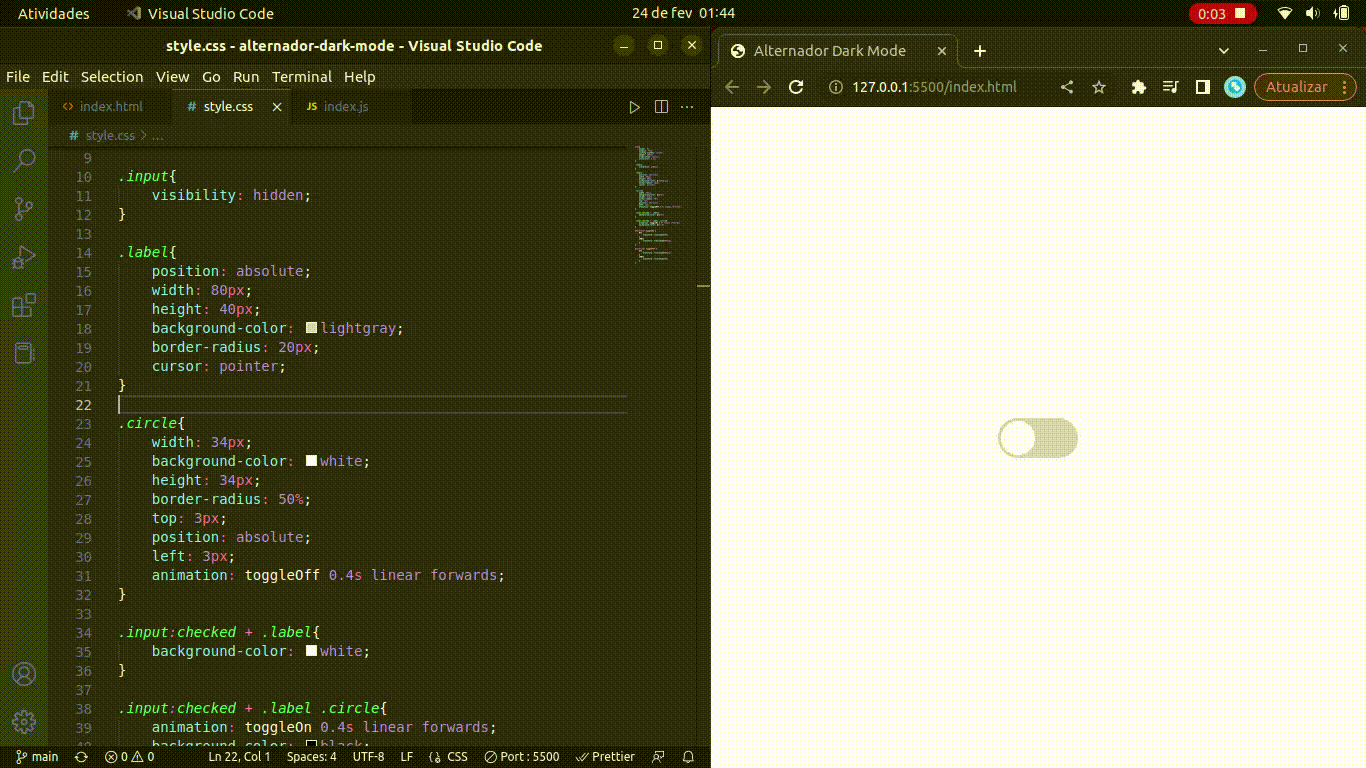 Atividades
Visual Studio Code
24 de fev 01:44
0:03
style.css - alternador-dark-mode - Visual Studio Code
File Edit Selection View Go Run Terminal Help
<> index.html
# style.css
JS index.js
# style.css > ...
9
10 .input{
11 visibility: hidden;
12 }
13
14 .label{
15 position: absolute;
16 width: 80px;
17 height: 40px;
18 background-color: lightgray;
19 border-radius: 20px;
20 cursor: pointer;
21 }
22
23 .circle{
24 width: 34px;
25 background-color: white;
26 height: 34px;
27 border-radius: 50%;
28 top: 3px;
29 position: absolute;
30 left: 3px;
31 animation: toggleOff 0.4s linear forwards;
32 }
33
34 .input:checked + .label{
35 background-color: white;
36 }
37
38 .input:checked + .label .circle{
39 animation: toggleOn 0.4s linear forwards;
40 background-color: black;
main
0 0
Ln 22, Col 1
Spaces: 4
UTF-8
LF
{} CSS
Port : 5500
Prettier
Alternador Dark Mode
127.0.0.1:5500/index.html
Atualizar